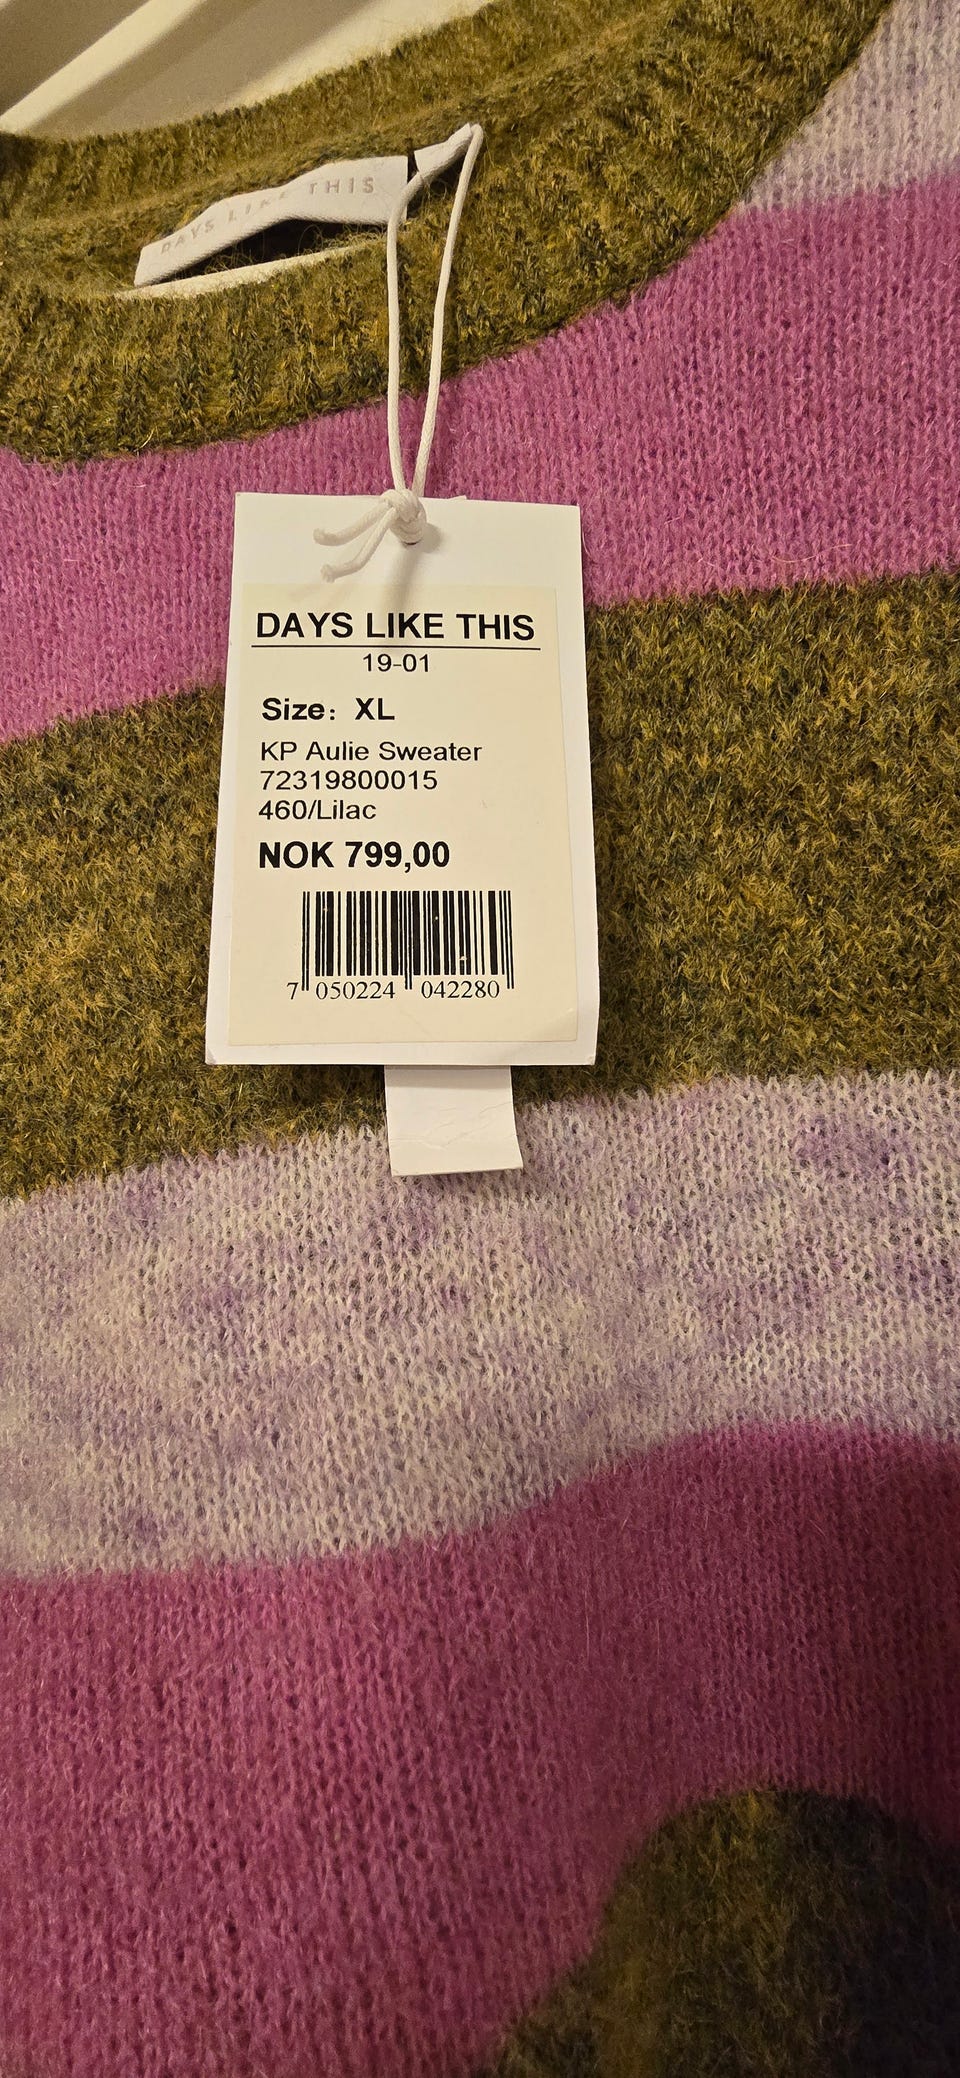 DAYS LIKE THIS
DAYS LIKE THIS
19-01
Size: XL
KP Aulie Sweater
72319800015
460/Lilac
NOK 799,00
7 050224 042280